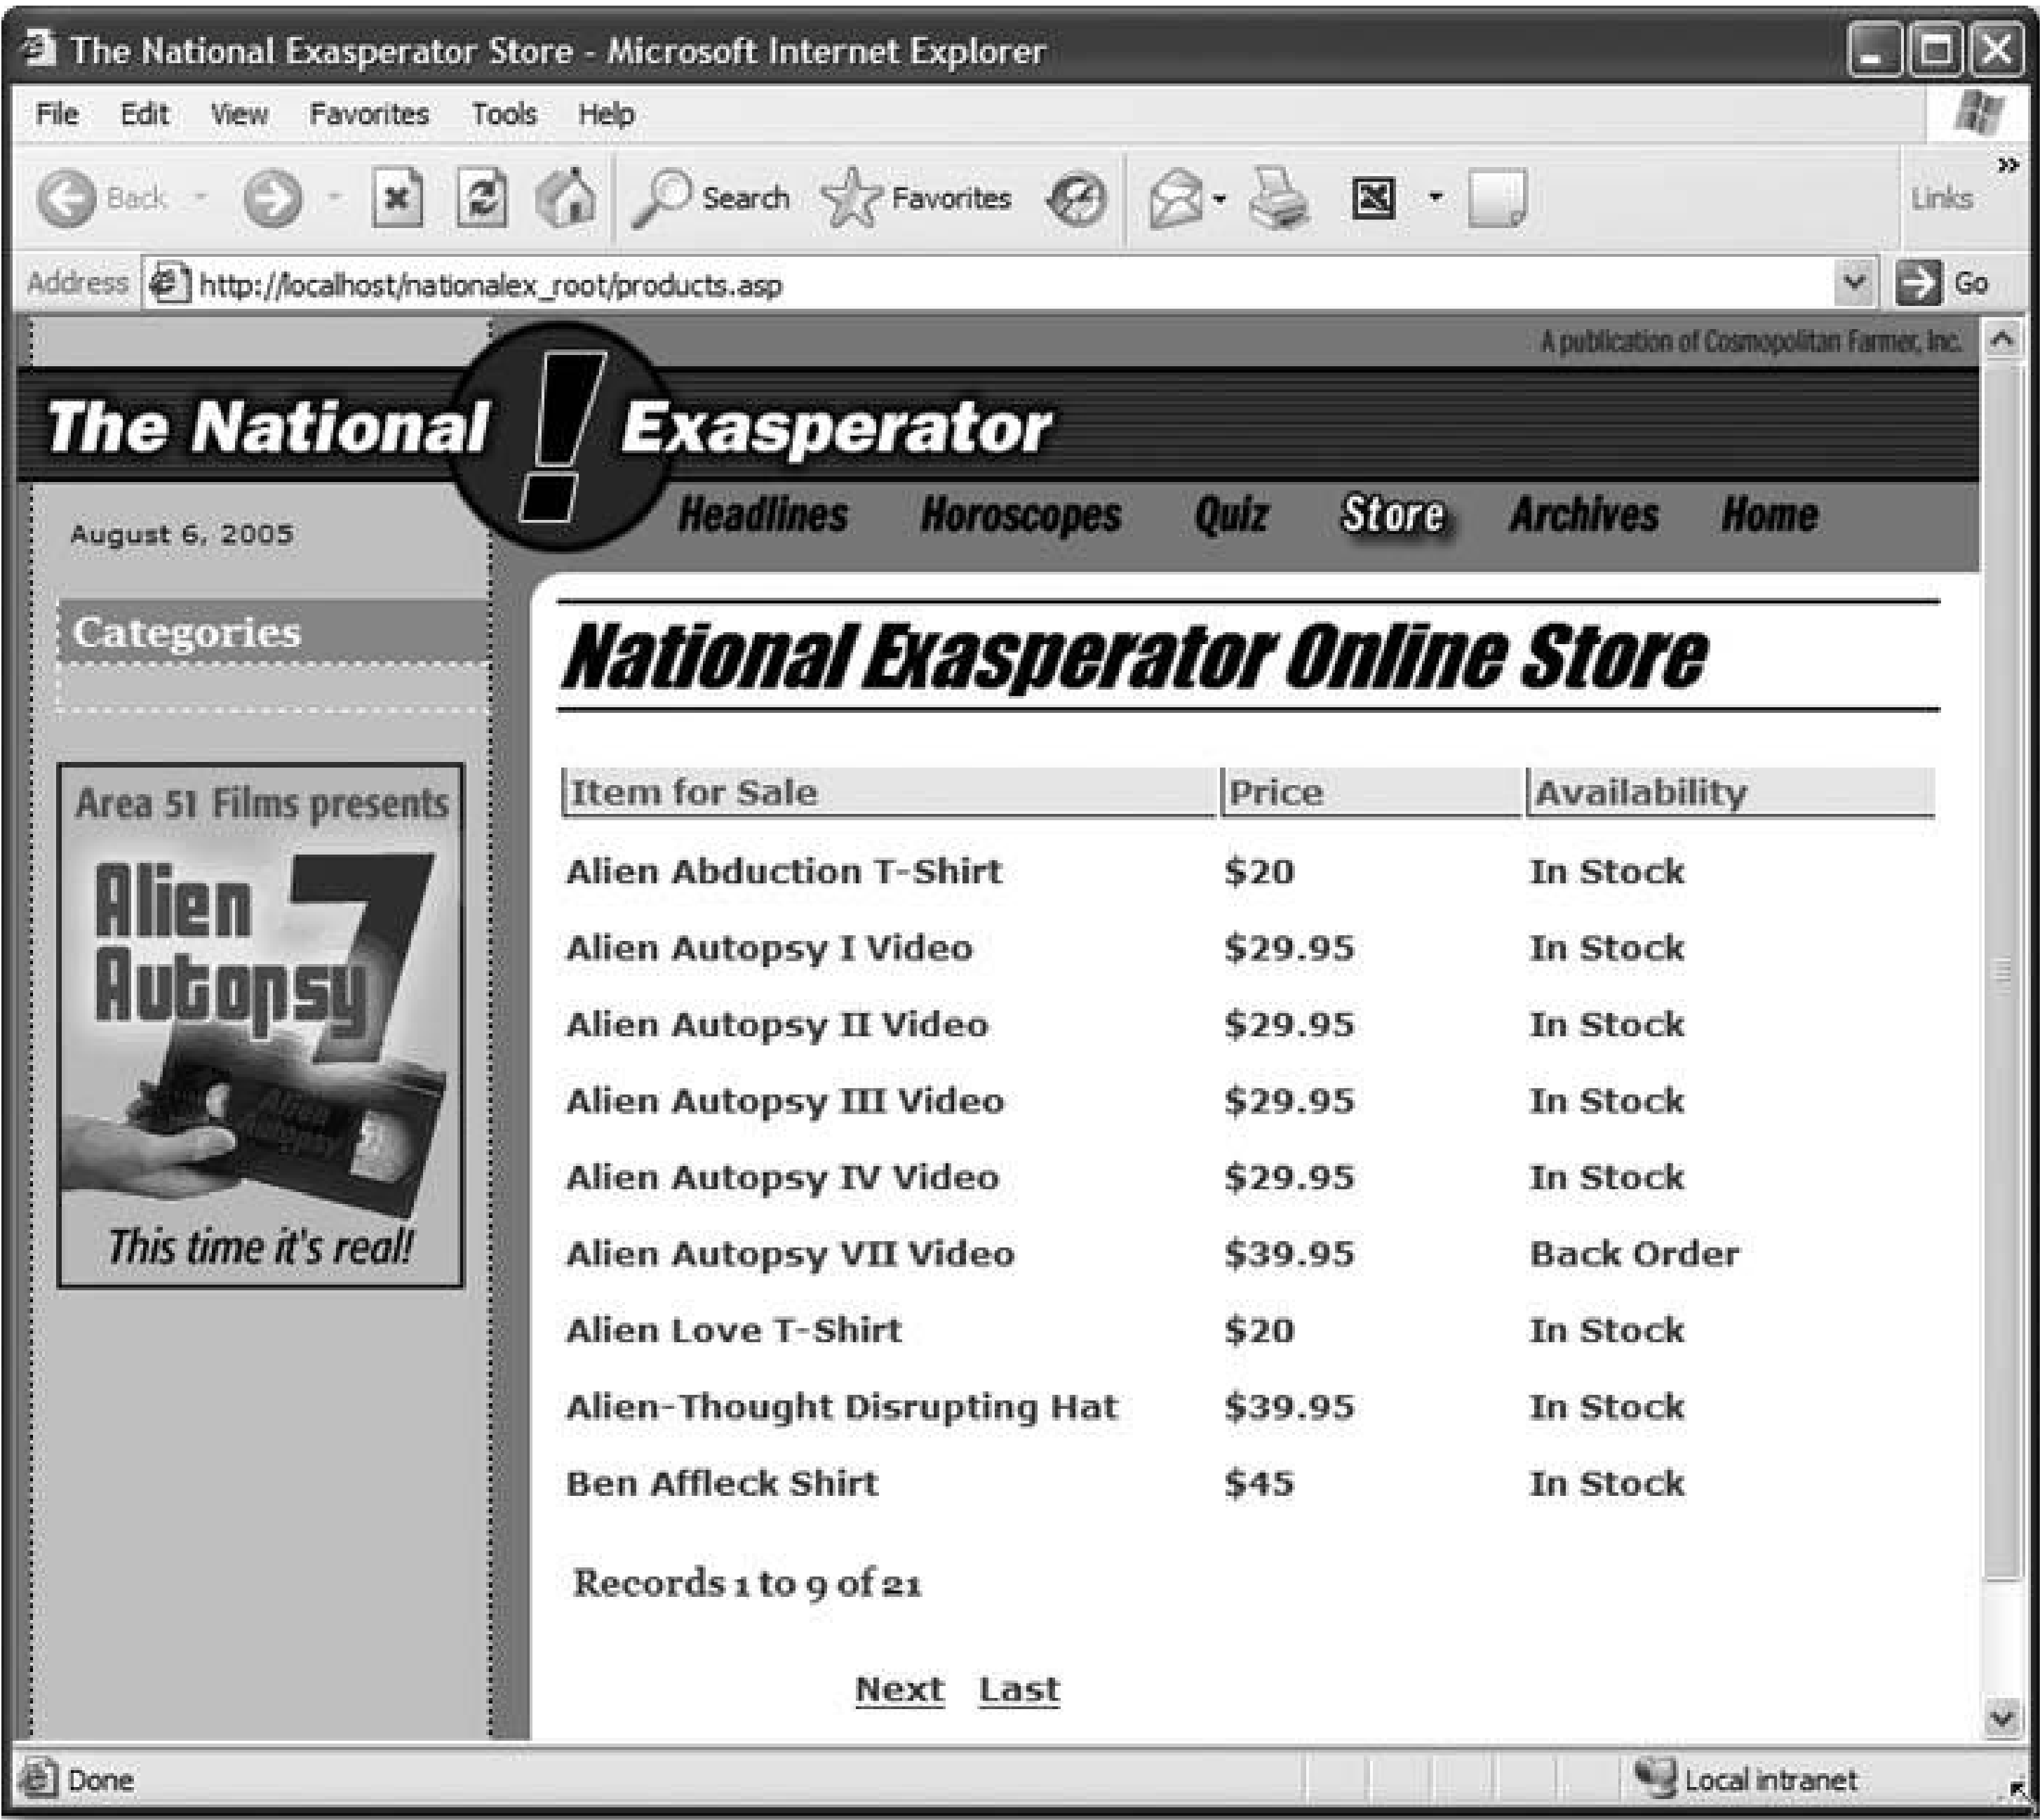 The National Exasperator Store - Microsoft Internet Explorer
File Edit View Favorites Tools Help
Back Search Favorites Links
Address http://localhost/nationalex_root/products.asp Go
A publication of Cosmopolitan Farmer, Inc.
The National ! Exasperator
Headlines Horoscopes Quiz Store Archives Home
August 6, 2005
Categories
Area 51 Films presents
Alien
Autopsy
7
Alien
Autopsy
This time it's real!
National Exasperator Online Store
Item for Sale Price Availability
Alien Abduction T-Shirt $20 In Stock
Alien Autopsy I Video $29.95 In Stock
Alien Autopsy II Video $29.95 In Stock
Alien Autopsy III Video $29.95 In Stock
Alien Autopsy IV Video $29.95 In Stock
Alien Autopsy VII Video $39.95 Back Order
Alien Love T-Shirt $20 In Stock
Alien-Thought Disrupting Hat $39.95 In Stock
Ben Affleck Shirt $45 In Stock
Records 1 to 9 of 21
Next Last
Done Local intranet